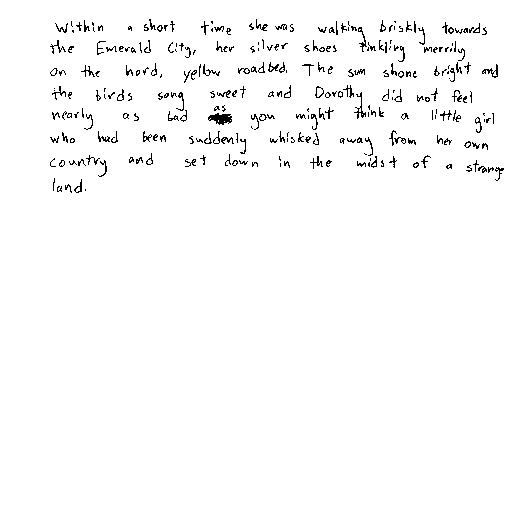 Within a short time she was walking briskly towards
the Emerald City, her silver shoes tinkling merrily
on the hard, yellow roadbed. The sun shone bright and
the birds song sweet and Dorothy did not feel
nearly as bad as you might think a little girl
who had been suddenly whisked away from her own
country and set down in the midst of a strange
land.